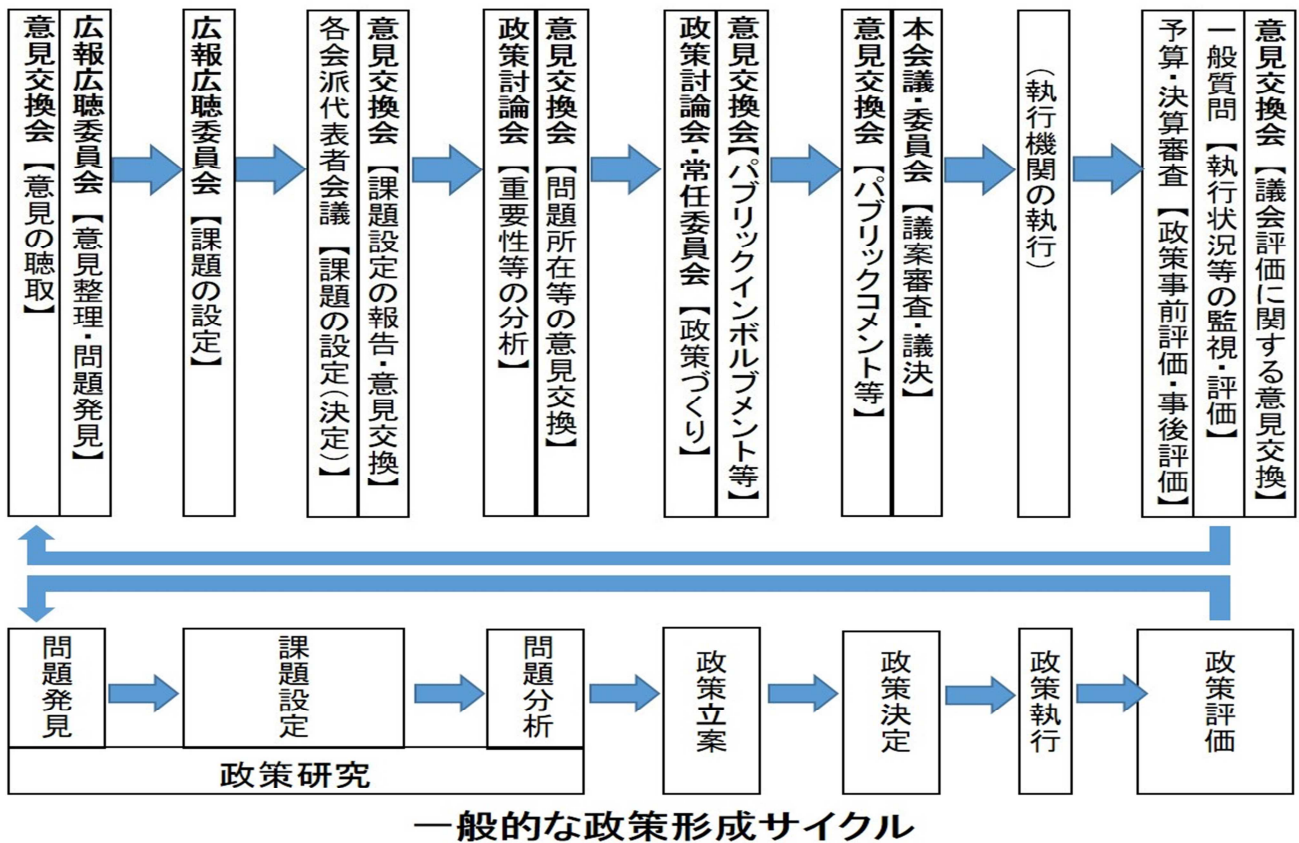 意見交換会【意見の聴取】
広報広聴委員会【意見整理・問題発見】
広報広聴委員会【課題の設定】
各会派代表者会議【課題の設定(決定)】
意見交換会【課題設定の報告・意見交換】
政策討論会【重要性等の分析】
意見交換会【問題所在等の意見交換】
政策討論会・常任委員会【政策づくり】
意見交換会【パブリックインボルブメント等】
意見交換会【パブリックコメント等】
本会議・委員会【議案審査・議決】
(執行機関の執行)
予算・決算審査【政策事前評価・事後評価】
一般質問【執行状況等の監視・評価】
意見交換会【議会評価に関する意見交換】
問題発見
課題設定
問題分析
政策立案
政策決定
政策執行
政策評価
政策研究
一般的な政策形成サイクル